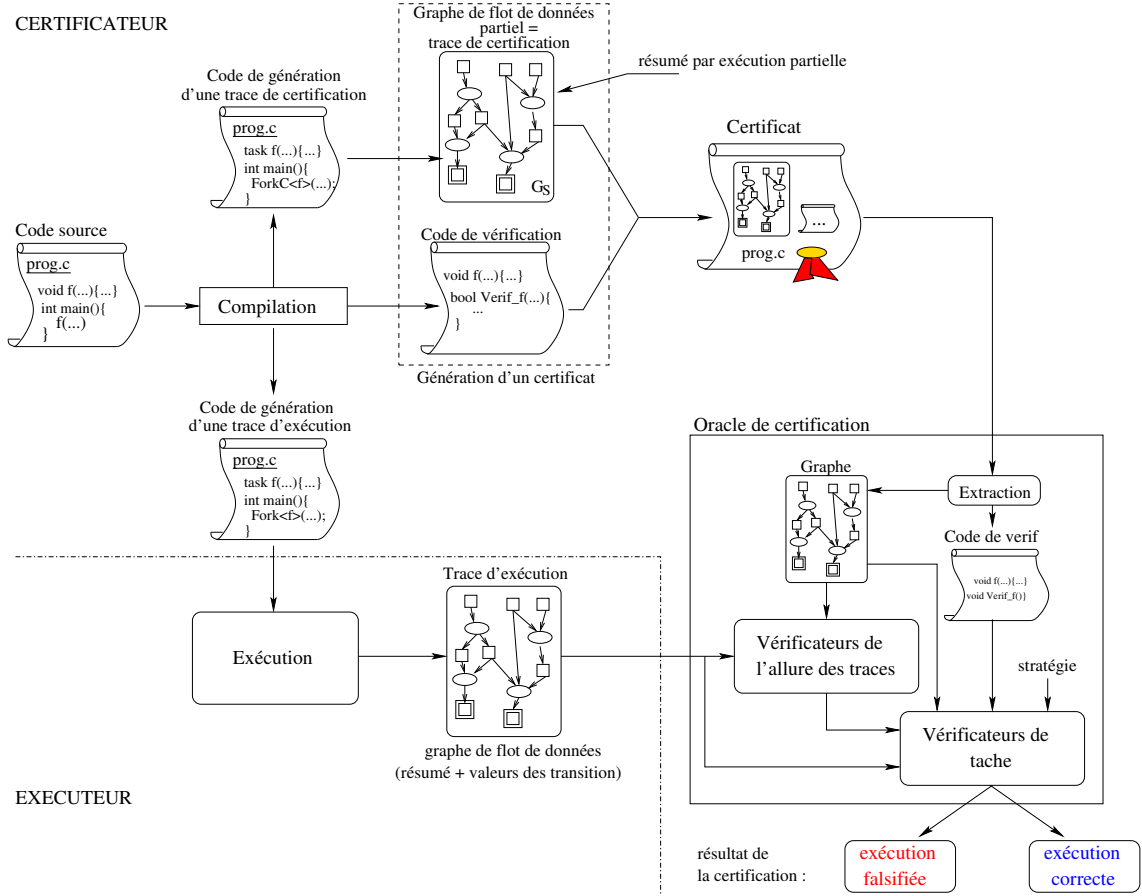 CERTIFICATEUR
Graphe de flot de données
partiel =
trace de certification
résumé par exécution partielle
Code de génération
d'une trace de certification
prog.c
task f(...){...}
int main(){
ForkC<f>(...);
}
G S
Certificat
...
prog.c
Code source
prog.c
void f(...){...}
int main(){
f(...)
}
Compilation
Code de vérification
void f(...){...}
bool Verif_f(...){
...
}
Génération d'un certificat
Code de génération
d'une trace d'exécution
prog.c
task f(...){...}
int main(){
Fork<f>(...);
}
Oracle de certification
Graphe
Extraction
Code de verif
void f(...){...}
void Verif_f()}
Trace d'exécution
Exécution
graphe de flot de données
(résumé + valeurs des transition)
Vérificateurs de
l'allure des traces
stratégie
Vérificateurs de
tache
EXECUTEUR
résultat de
la certification :
exécution
falsifiée
exécution
correcte